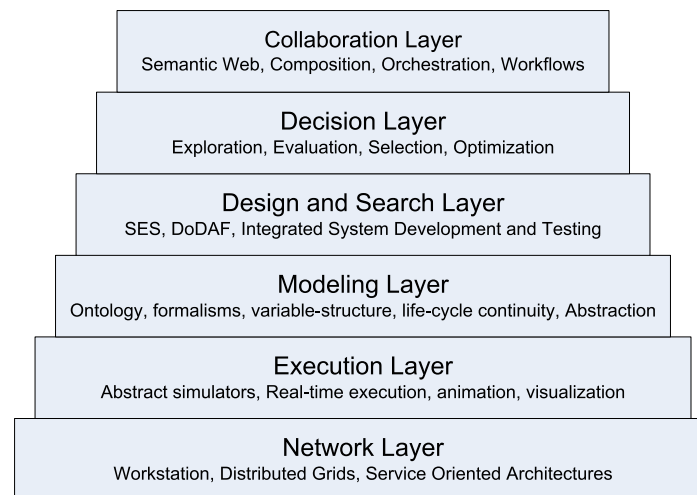 Collaboration Layer
Semantic Web, Composition, Orchestration, Workflows
Decision Layer
Exploration, Evaluation, Selection, Optimization
Design and Search Layer
SES, DoDAF, Integrated System Development and Testing
Modeling Layer
Ontology, formalisms, variable-structure, life-cycle continuity, Abstraction
Execution Layer
Abstract simulators, Real-time execution, animation, visualization
Network Layer
Workstation, Distributed Grids, Service Oriented Architectures